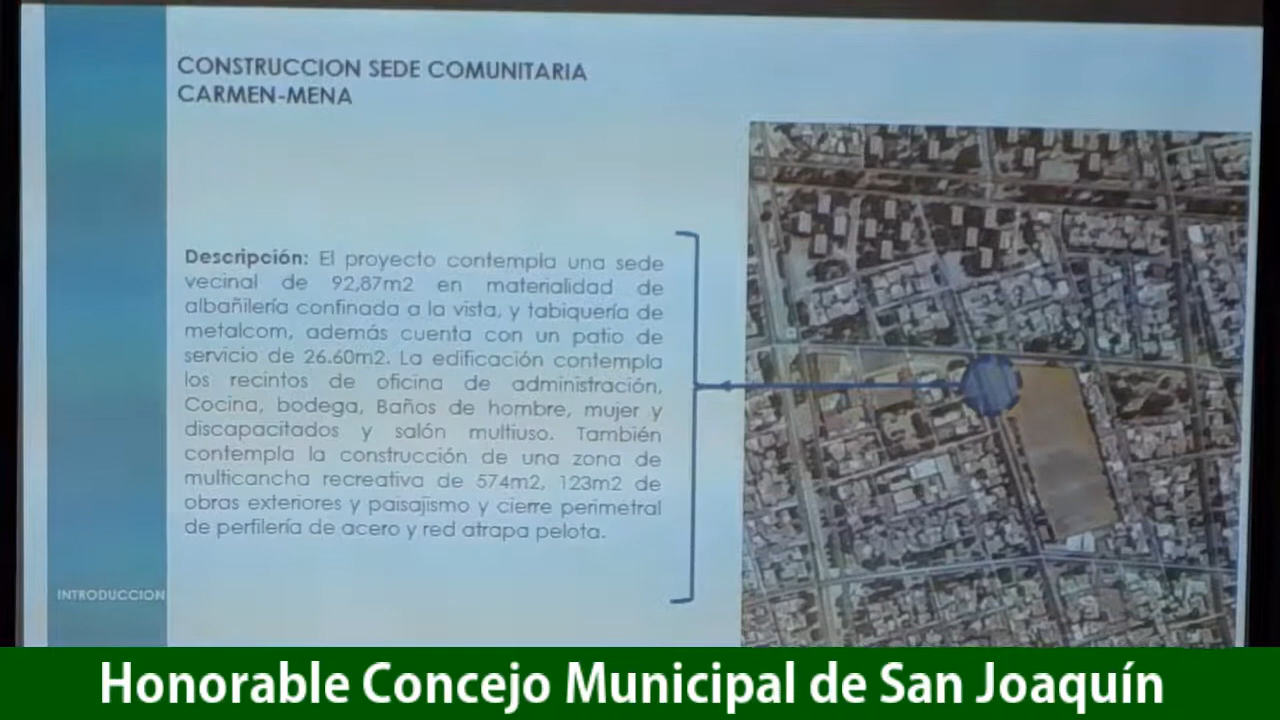 CONSTRUCCION SEDE COMUNITARIA
CARMEN-MENA
Descripción: El proyecto contempla una sede
vecinal de 92,87m2 en materialidad de
albañilería confinada a la vista, y tabiquería de
metalcom, además cuenta con un patio de
servicio de 26.60m2. La edificación contempla
los recintos de oficina de administración,
Cocina, bodega, Baños de hombre, mujer y
discapacitados y salón multiuso. También
contempla la construcción de una zona de
multicancha recreativa de 574m2, 123m2 de
obras exteriores y paisajismo y cierre perimetral
de perfilería de acero y red atrapa pelota.
INTRODUCCION
Honorable Concejo Municipal de San Joaquín